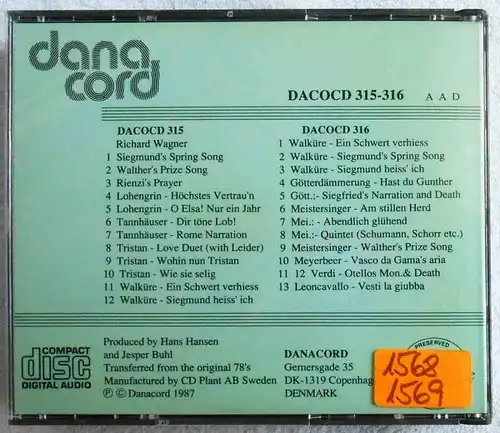 dana
cord
DACOCD 315-316 A A D
DACOCD 315
Richard Wagner
1 Siegmund's Spring Song
2 Walther's Prize Song
3 Rienzi's Prayer
4 Lohengrin - Höchstes Vertrau'n
5 Lohengrin - O Elsa! Nur ein Jahr
6 Tannhäuser - Dir töne Lob!
7 Tannhäuser - Rome Narration
8 Tristan - Love Duet (with Leider)
9 Tristan - Wohin nun Tristan
10 Tristan - Wie sie selig
11 Walküre - Ein Schwert verhiess
12 Walküre - Siegmund heiss' ich
DACOCD 316
1 Walküre - Ein Schwert verhiess
2 Walküre - Siegmund's Spring Song
3 Walküre - Siegmund heiss' ich
4 Götterdämmerung - Hast du Gunther
5 Gött.:- Siegfried's Narration and Death
6 Meistersinger - Am stillen Herd
7 Mei.:- Abendlich glühend
8 Mei.:- Quintet (Schumann, Schorr etc.)
9 Meistersinger - Walther's Prize Song
10 Meyerbeer - Vasco da Gama's aria
11 12 Verdi - Otellos Mon.& Death
13 Leoncavallo - Vesti la giubba
COMPACT
disc
DIGITAL AUDIO
Produced by Hans Hansen
and Jesper Buhl
Transferred from the original 78's
Manufactured by CD Plant AB Sweden
Ⓟ © Danacord 1987
DANACORD
Gernersgade 35
DK-1319 Copenhag
DENMARK
PRESERVED
1568
1569